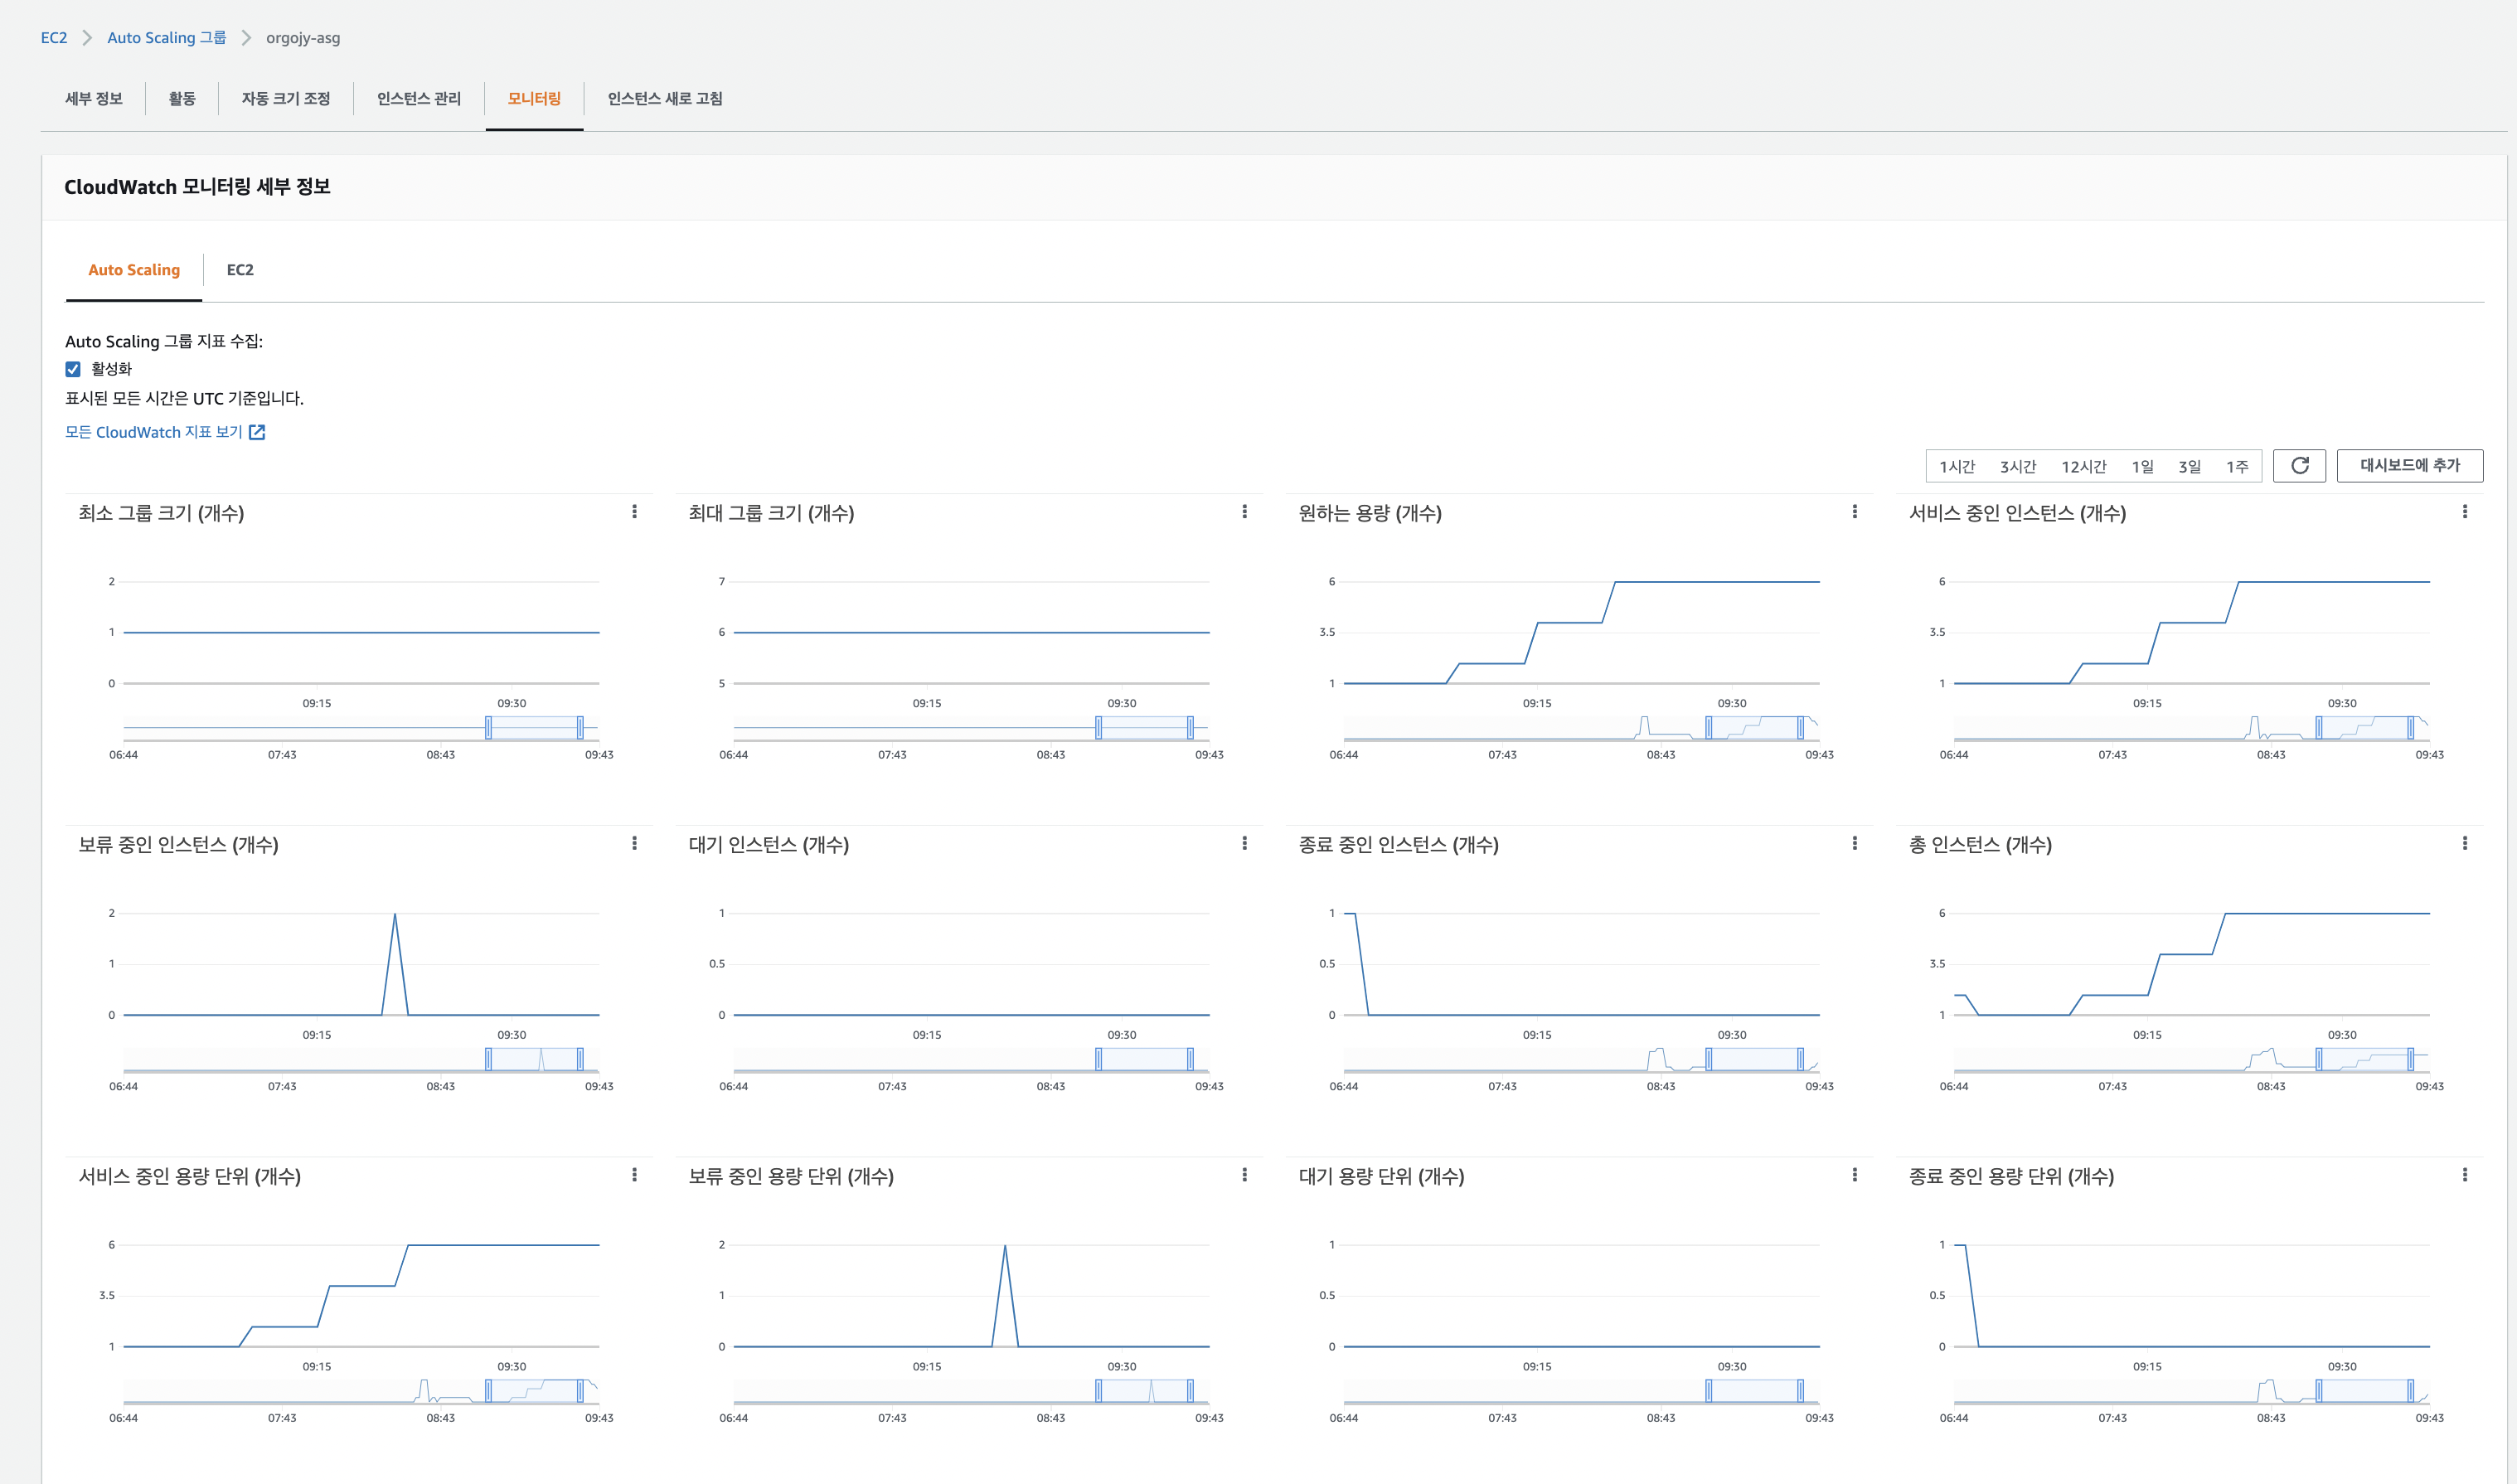 EC2 > Auto Scaling 그룹 > orgojy-asg
세부 정보 활동 자동 크기 조정 인스턴스 관리 모니터링 인스턴스 새로 고침
CloudWatch 모니터링 세부 정보
Auto Scaling EC2
Auto Scaling 그룹 지표 수집:
활성화
표시된 모든 시간은 UTC 기준입니다.
모든 CloudWatch 지표 보기
1시간 3시간 12시간 1일 3일 1주 대시보드에 추가
최소 그룹 크기 (개수)
2
1
0
09:15 09:30
06:44 07:43 08:43 09:43
최대 그룹 크기 (개수)
7
6
5
09:15 09:30
06:44 07:43 08:43 09:43
원하는 용량 (개수)
6
3.5
1
09:15 09:30
06:44 07:43 08:43 09:43
서비스 중인 인스턴스 (개수)
6
3.5
1
09:15 09:30
06:44 07:43 08:43 09:43
보류 중인 인스턴스 (개수)
2
1
0
09:15 09:30
06:44 07:43 08:43 09:43
대기 인스턴스 (개수)
1
0.5
0
09:15 09:30
06:44 07:43 08:43 09:43
종료 중인 인스턴스 (개수)
1
0.5
0
09:15 09:30
06:44 07:43 08:43 09:43
총 인스턴스 (개수)
6
3.5
1
09:15 09:30
06:44 07:43 08:43 09:43
서비스 중인 용량 단위 (개수)
6
3.5
1
09:15 09:30
06:44 07:43 08:43 09:43
보류 중인 용량 단위 (개수)
2
1
0
09:15 09:30
06:44 07:43 08:43 09:43
대기 용량 단위 (개수)
1
0.5
0
09:15 09:30
06:44 07:43 08:43 09:43
종료 중인 용량 단위 (개수)
1
0.5
0
09:15 09:30
06:44 07:43 08:43 09:43